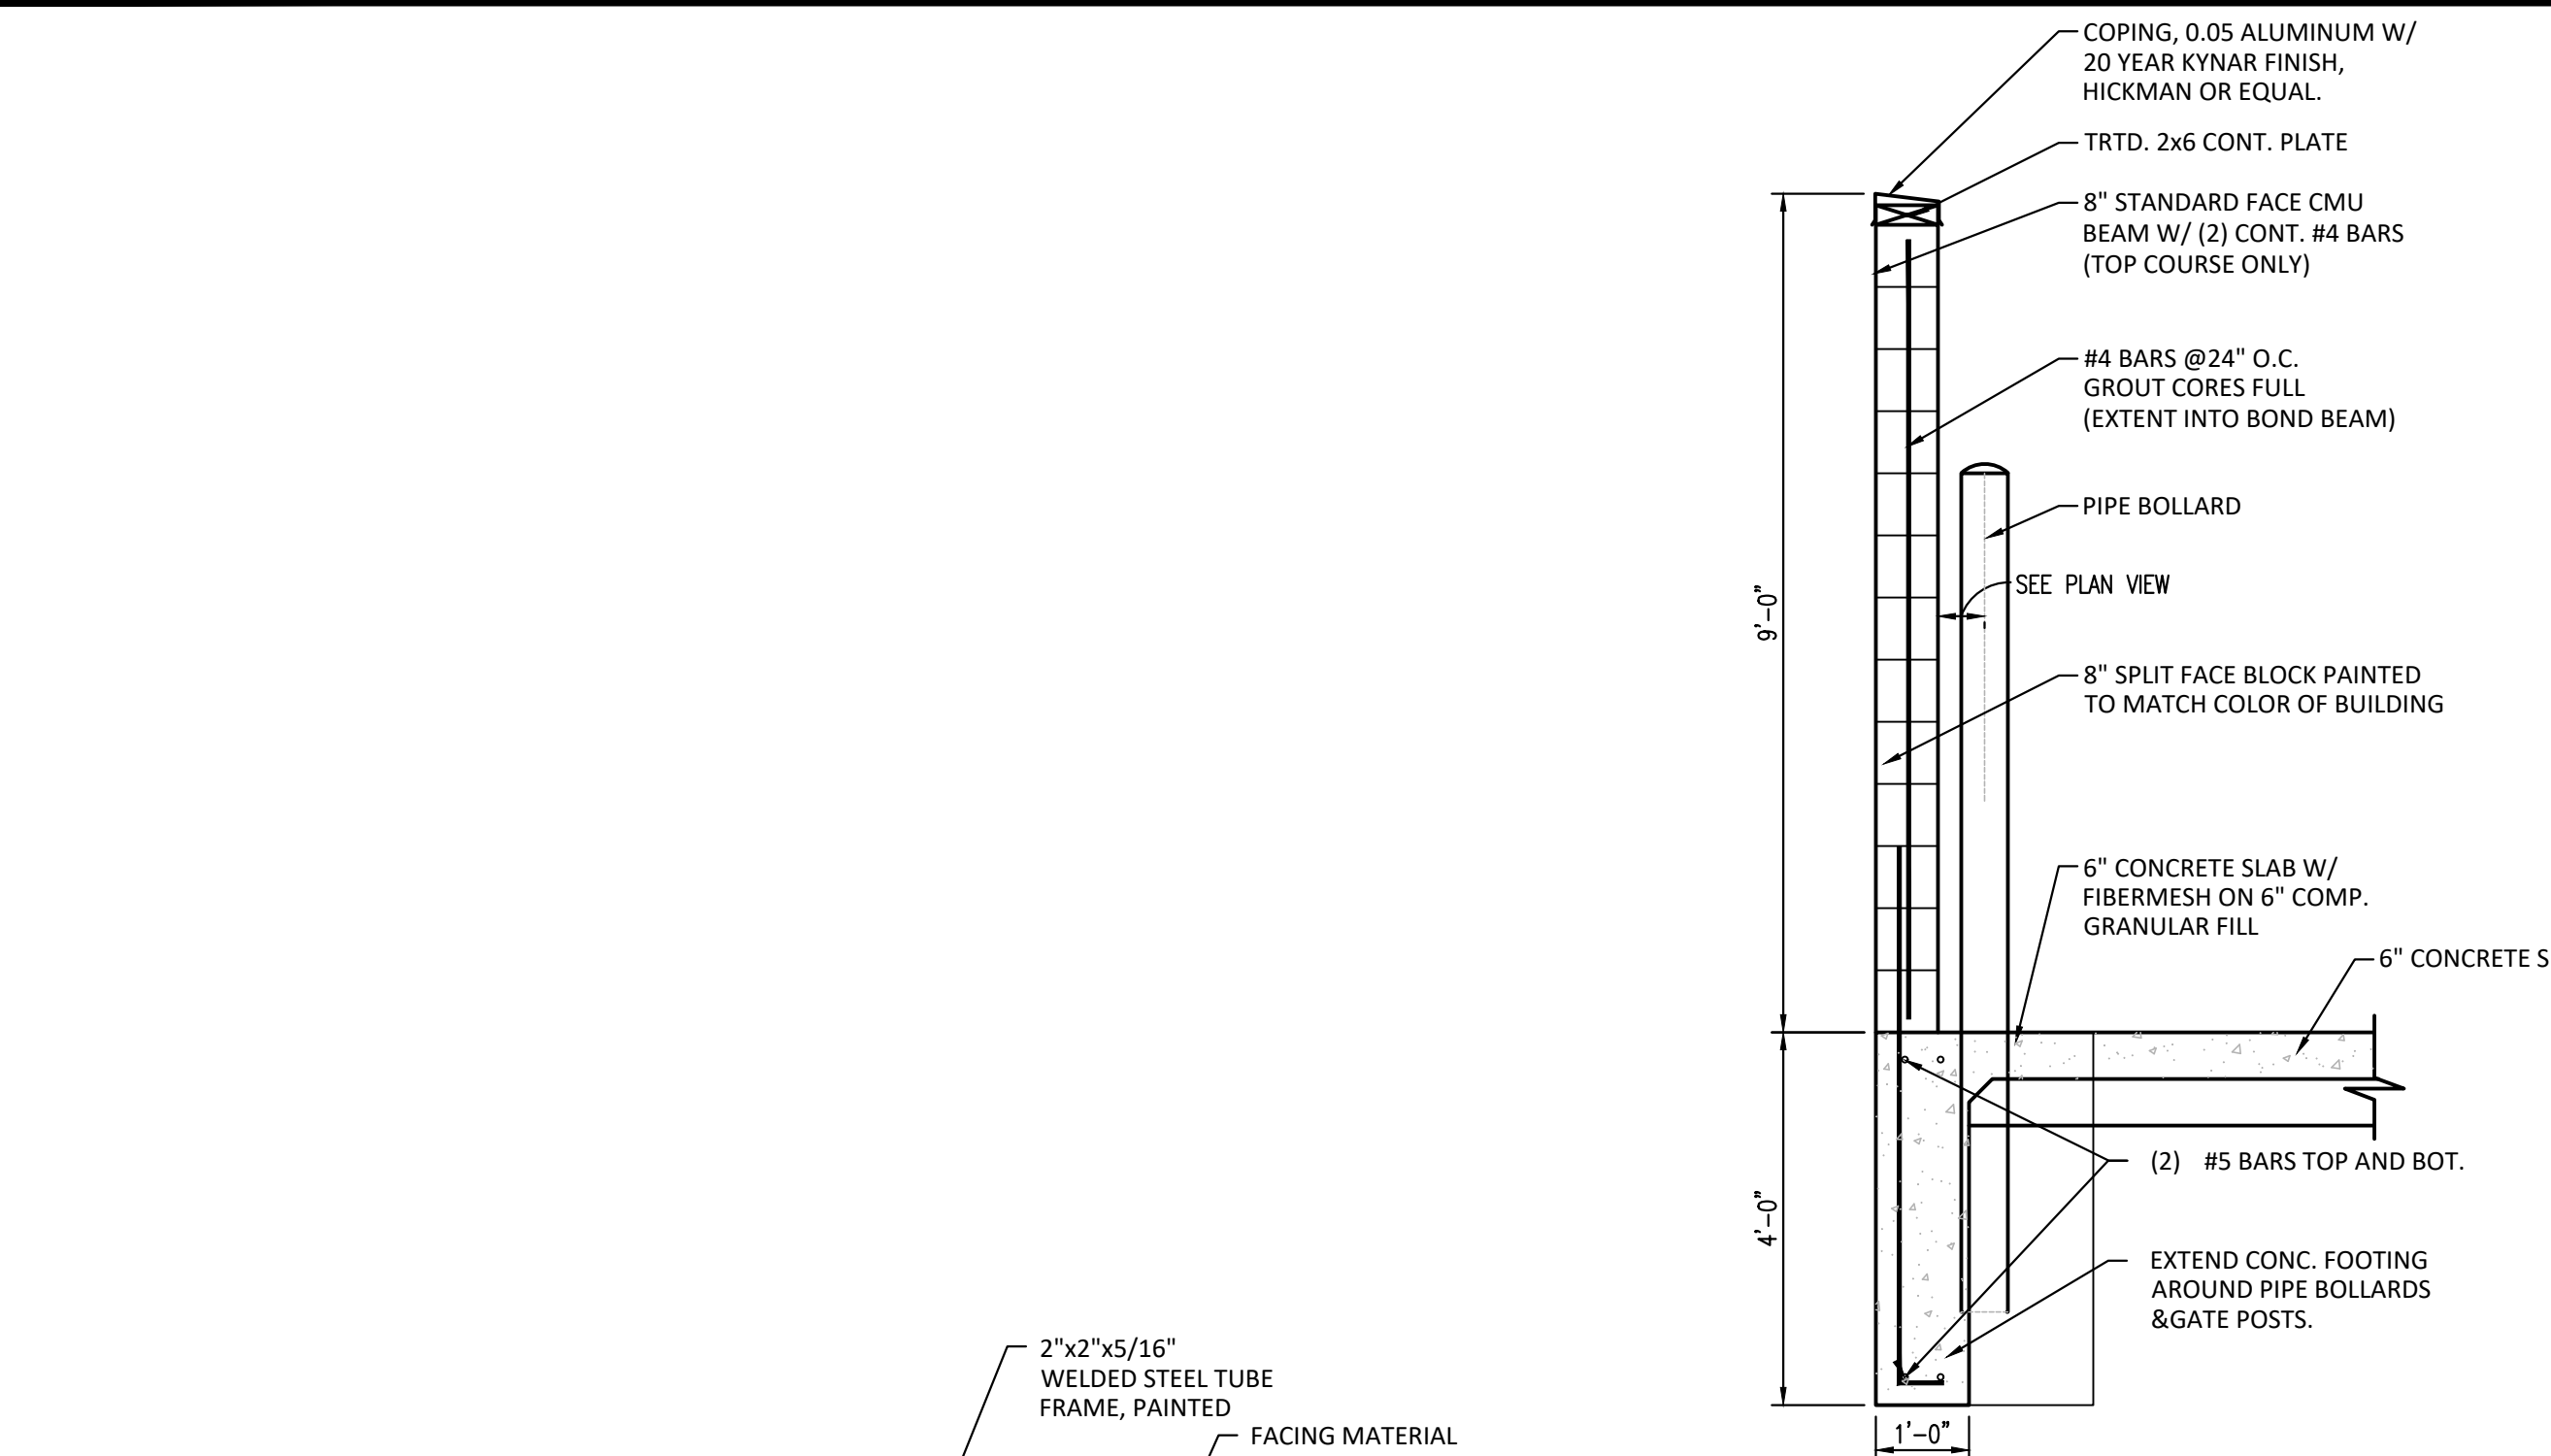 COPING, 0.05 ALUMINUM W/
20 YEAR KYNAR FINISH,
HICKMAN OR EQUAL.
TRTD. 2x6 CONT. PLATE
8" STANDARD FACE CMU
BEAM W/ (2) CONT. #4 BARS
(TOP COURSE ONLY)
#4 BARS @24" O.C.
GROUT CORES FULL
(EXTENT INTO BOND BEAM)
PIPE BOLLARD
SEE PLAN VIEW
9'-0"
8" SPLIT FACE BLOCK PAINTED
TO MATCH COLOR OF BUILDING
6" CONCRETE SLAB W/
FIBERMESH ON 6" COMP.
GRANULAR FILL
6" CONCRETE S
(2) #5 BARS TOP AND BOT.
4'-0"
EXTEND CONC. FOOTING
AROUND PIPE BOLLARDS
&GATE POSTS.
2"x2"x5/16"
WELDED STEEL TUBE
FRAME, PAINTED
FACING MATERIAL
1'-0"